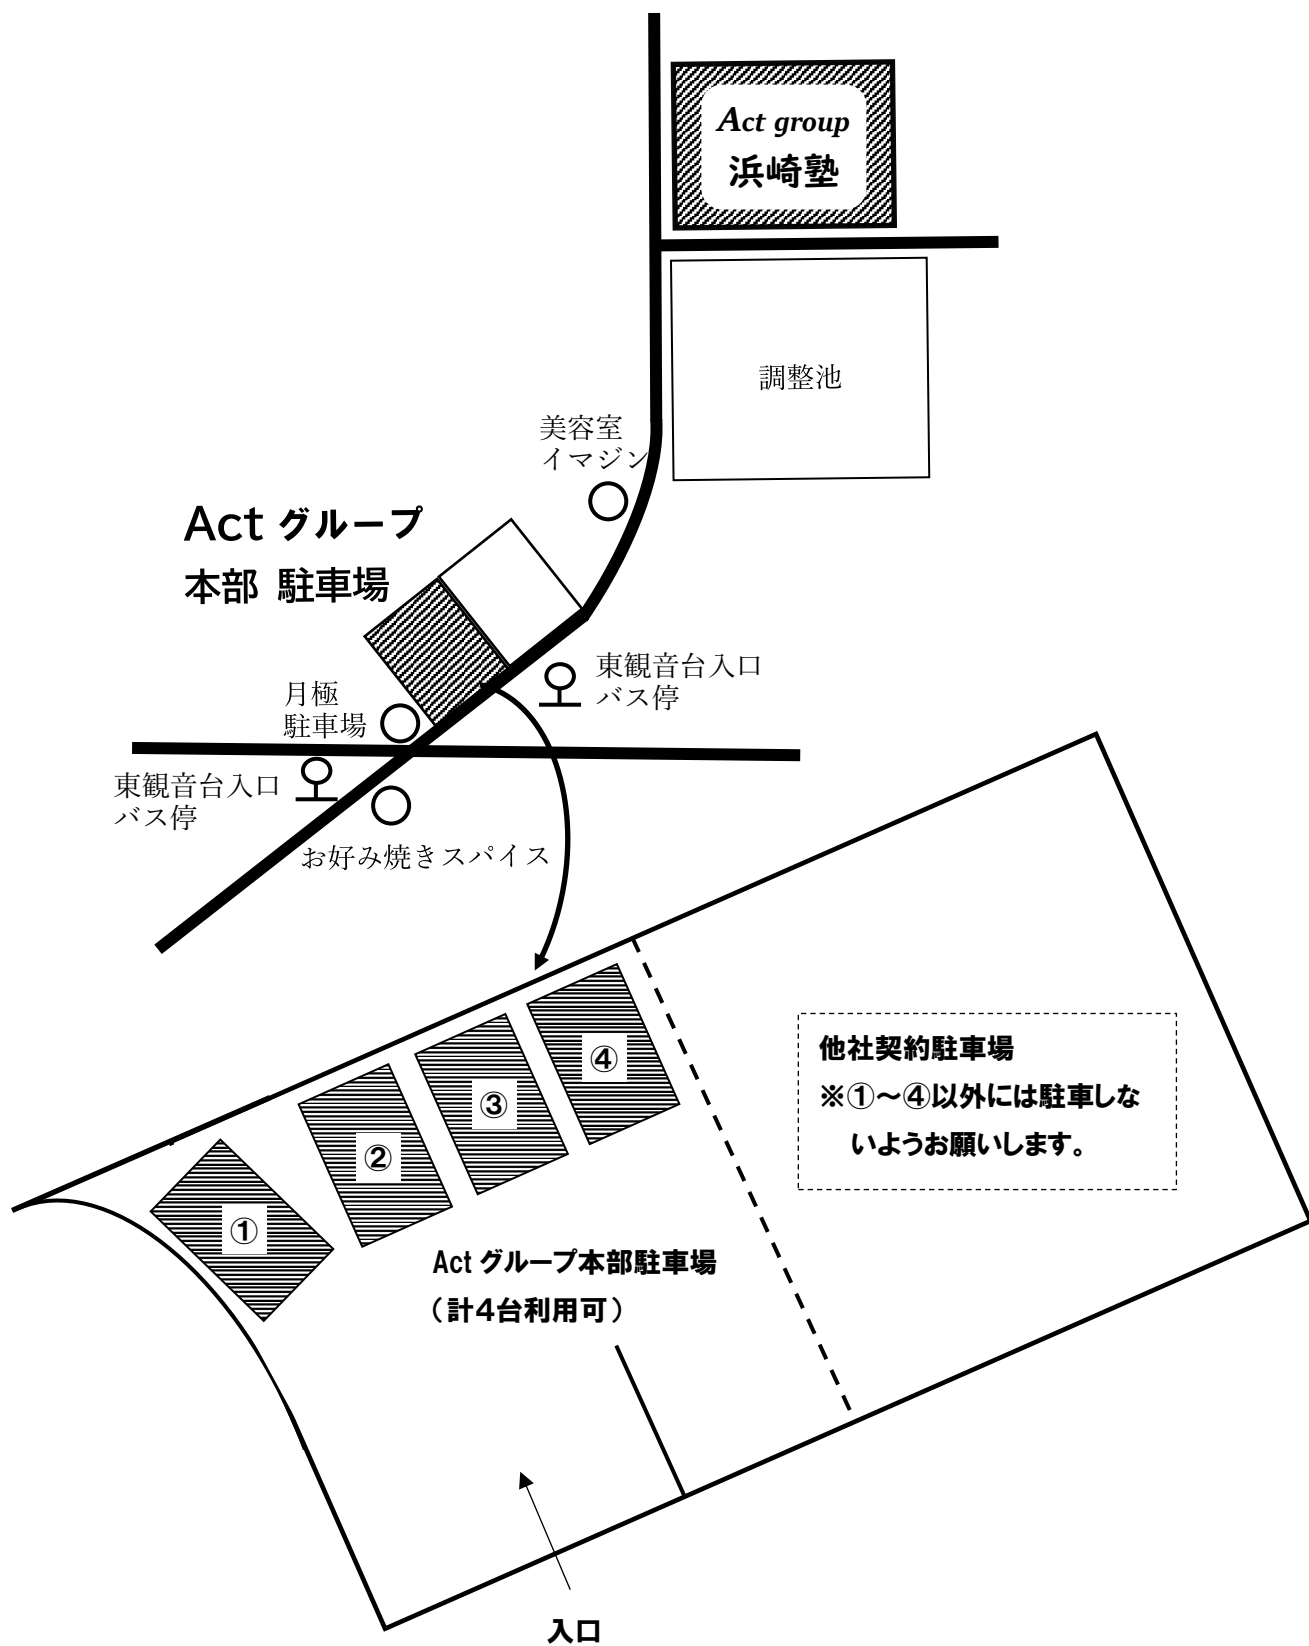 Act group
浜崎塾
調整池
美容室
イマジン
Act グループ
本部 駐車場
東観音台入口
バス停
月極
駐車場
東観音台入口
バス停
お好み焼きスパイス
他社契約駐車場
※①～④以外には駐車しな
いようお願いします。
④
③
②
①
Act グループ本部駐車場
（計4台利用可）
入口